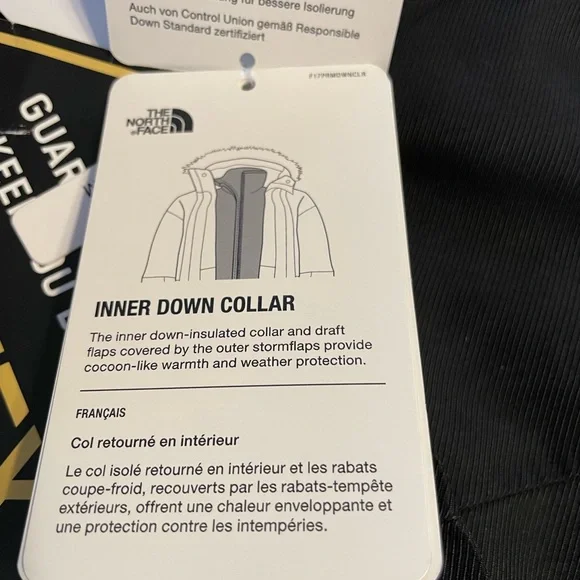 für bessere Isolierung
Auch von Control Union gemäß Responsible
Down Standard zertifiziert
THE
NORTH
FACE
INNER DOWN COLLAR
The inner down-insulated collar and draft
flaps covered by the outer stormflaps provide
cocoon-like warmth and weather protection.
FRANÇAIS
Col retourné en intérieur
Le col isolé retourné en intérieur et les rabats
coupe-froid, recouverts par les rabats-tempête
extérieurs, offrent une chaleur enveloppante et
une protection contre les intempéries.